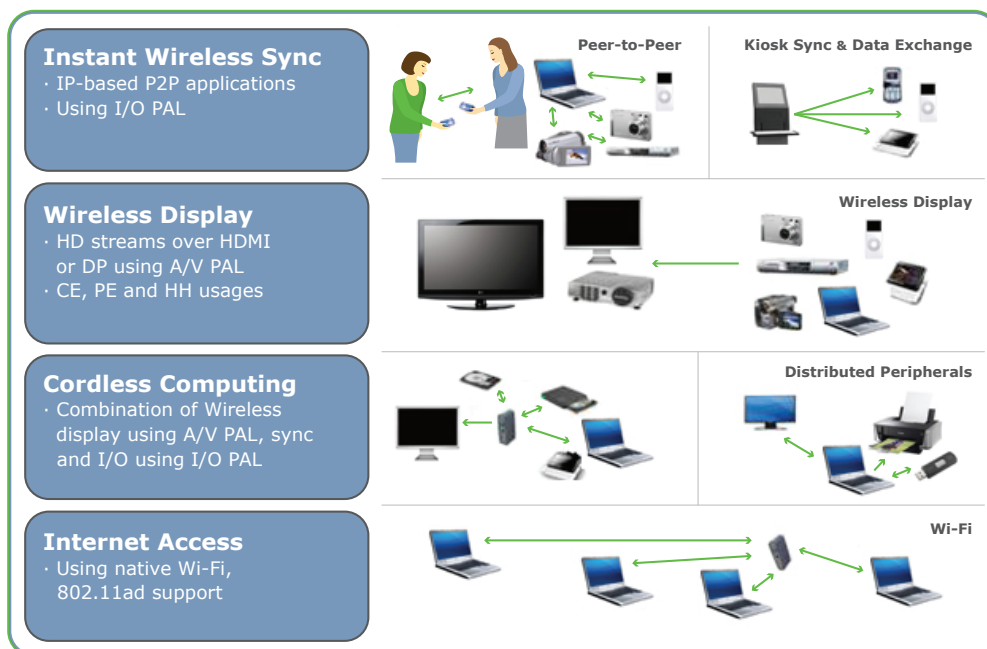 Instant Wireless Sync
· IP-based P2P applications
· Using I/O PAL
Peer-to-Peer
Kiosk Sync & Data Exchange
Wireless Display
· HD streams over HDMI
or DP using A/V PAL
· CE, PE and HH usages
Wireless Display
Cordless Computing
· Combination of Wireless
display using A/V PAL, sync
and I/O using I/O PAL
Distributed Peripherals
Internet Access
· Using native Wi-Fi,
802.11ad support
Wi-Fi